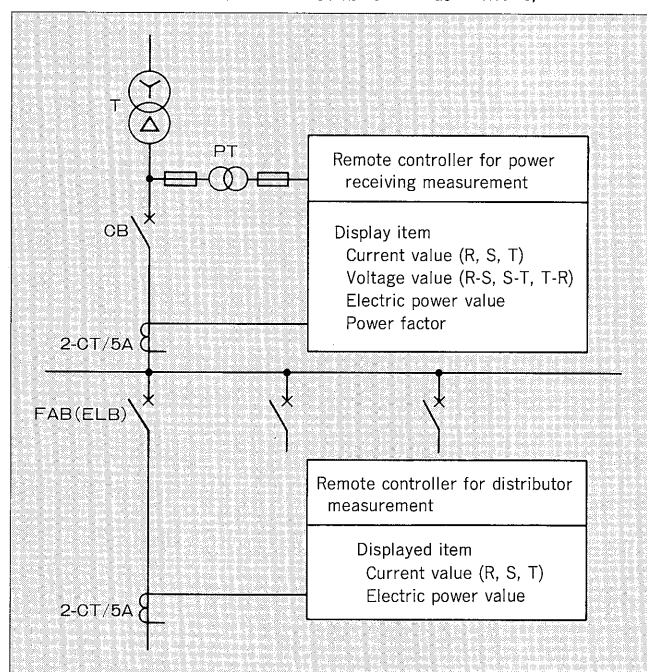 T
PT
Remote controller for power
receiving measurement
Display item
Current value (R, S, T)
Voltage value (R-S, S-T, T-R)
Electric power value
Power factor
CB
2-CT/5A
FAB(ELB)
Remote controller for distributor
measurement
Displayed item
Current value (R, S, T)
Electric power value
2-CT/5A